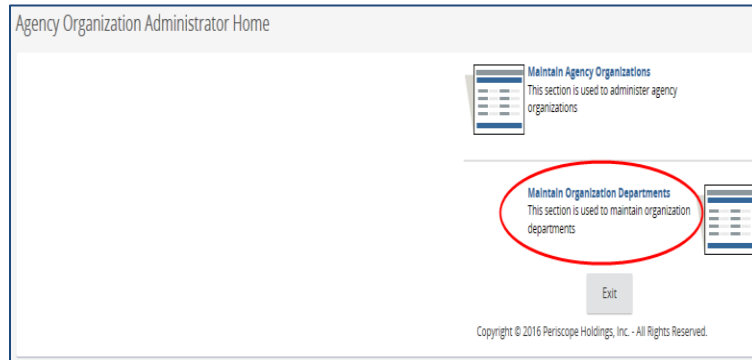 Agency Organization Administrator Home
Maintain Agency Organizations
This section is used to administer agency
organizations
Maintain Organization Departments
This section is used to maintain organization
departments
Exit
Copyright © 2016 Periscope Holdings, Inc. - All Rights Reserved.